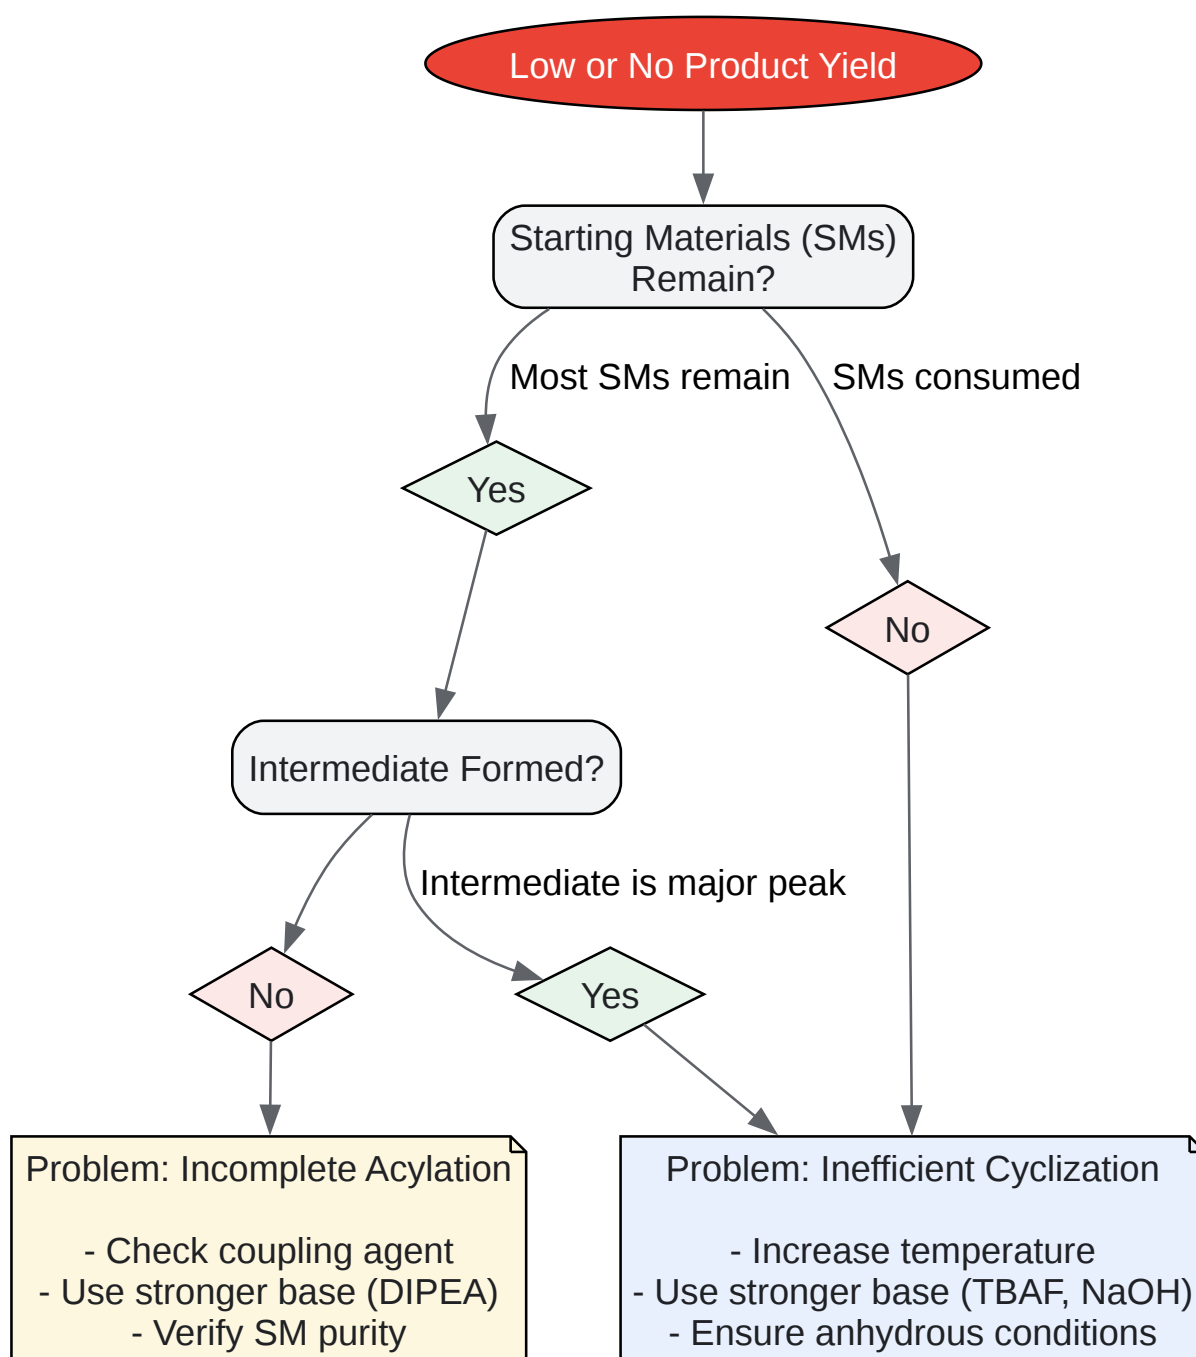 Low or No Product Yield
Starting Materials (SMs)
Remain?
Most SMs remain
SMs consumed
Yes
No
Intermediate Formed?
Intermediate is major peak
No
Yes
Problem: Incomplete Acylation
- Check coupling agent
- Use stronger base (DIPEA)
- Verify SM purity
Problem: Inefficient Cyclization
- Increase temperature
- Use stronger base (TBAF, NaOH)
- Ensure anhydrous conditions